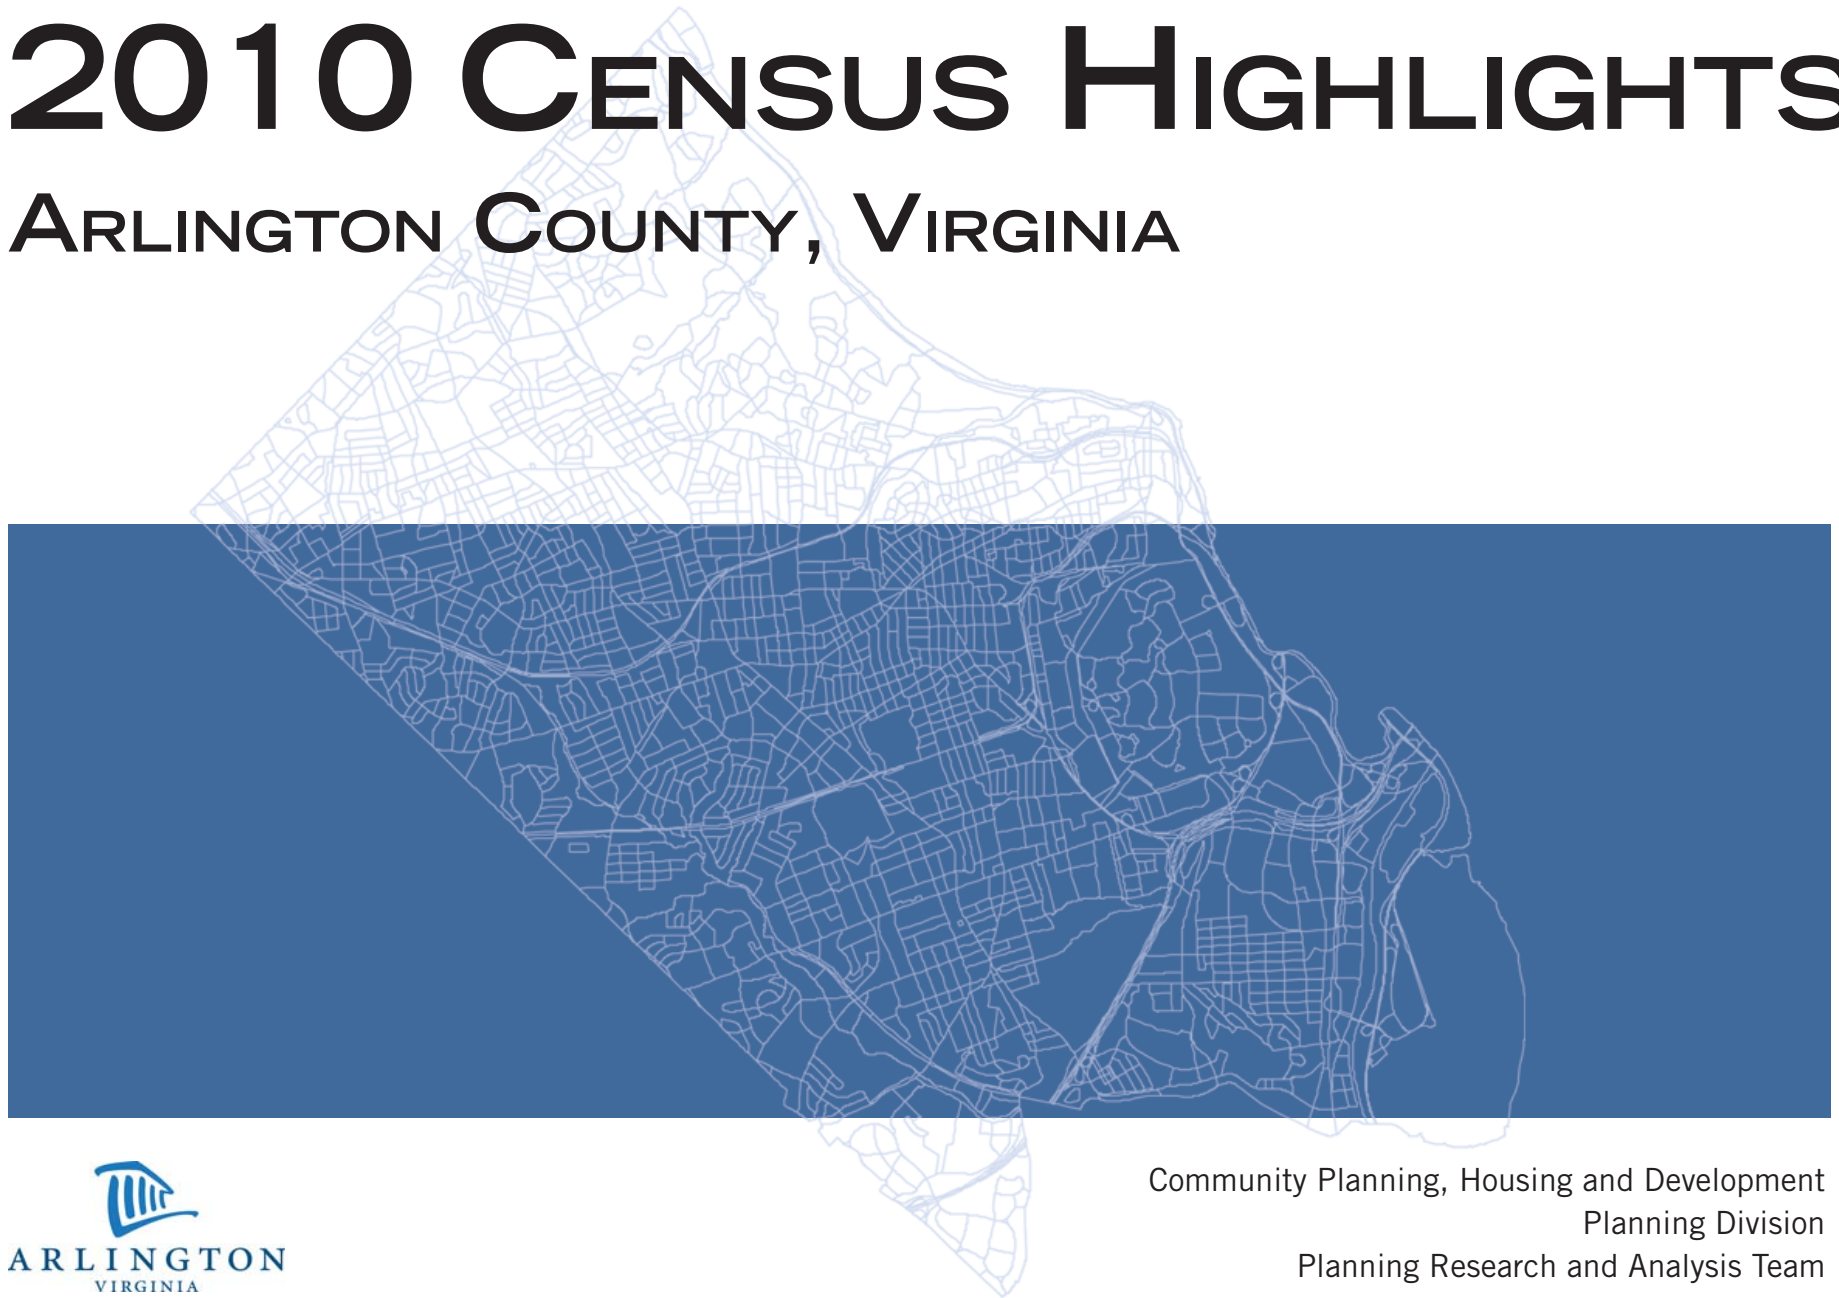 2010 CENSUS HIGHLIGHTS
ARLINGTON COUNTY, VIRGINIA
ARLINGTON
VIRGINIA
Community Planning, Housing and Development
Planning Division
Planning Research and Analysis Team